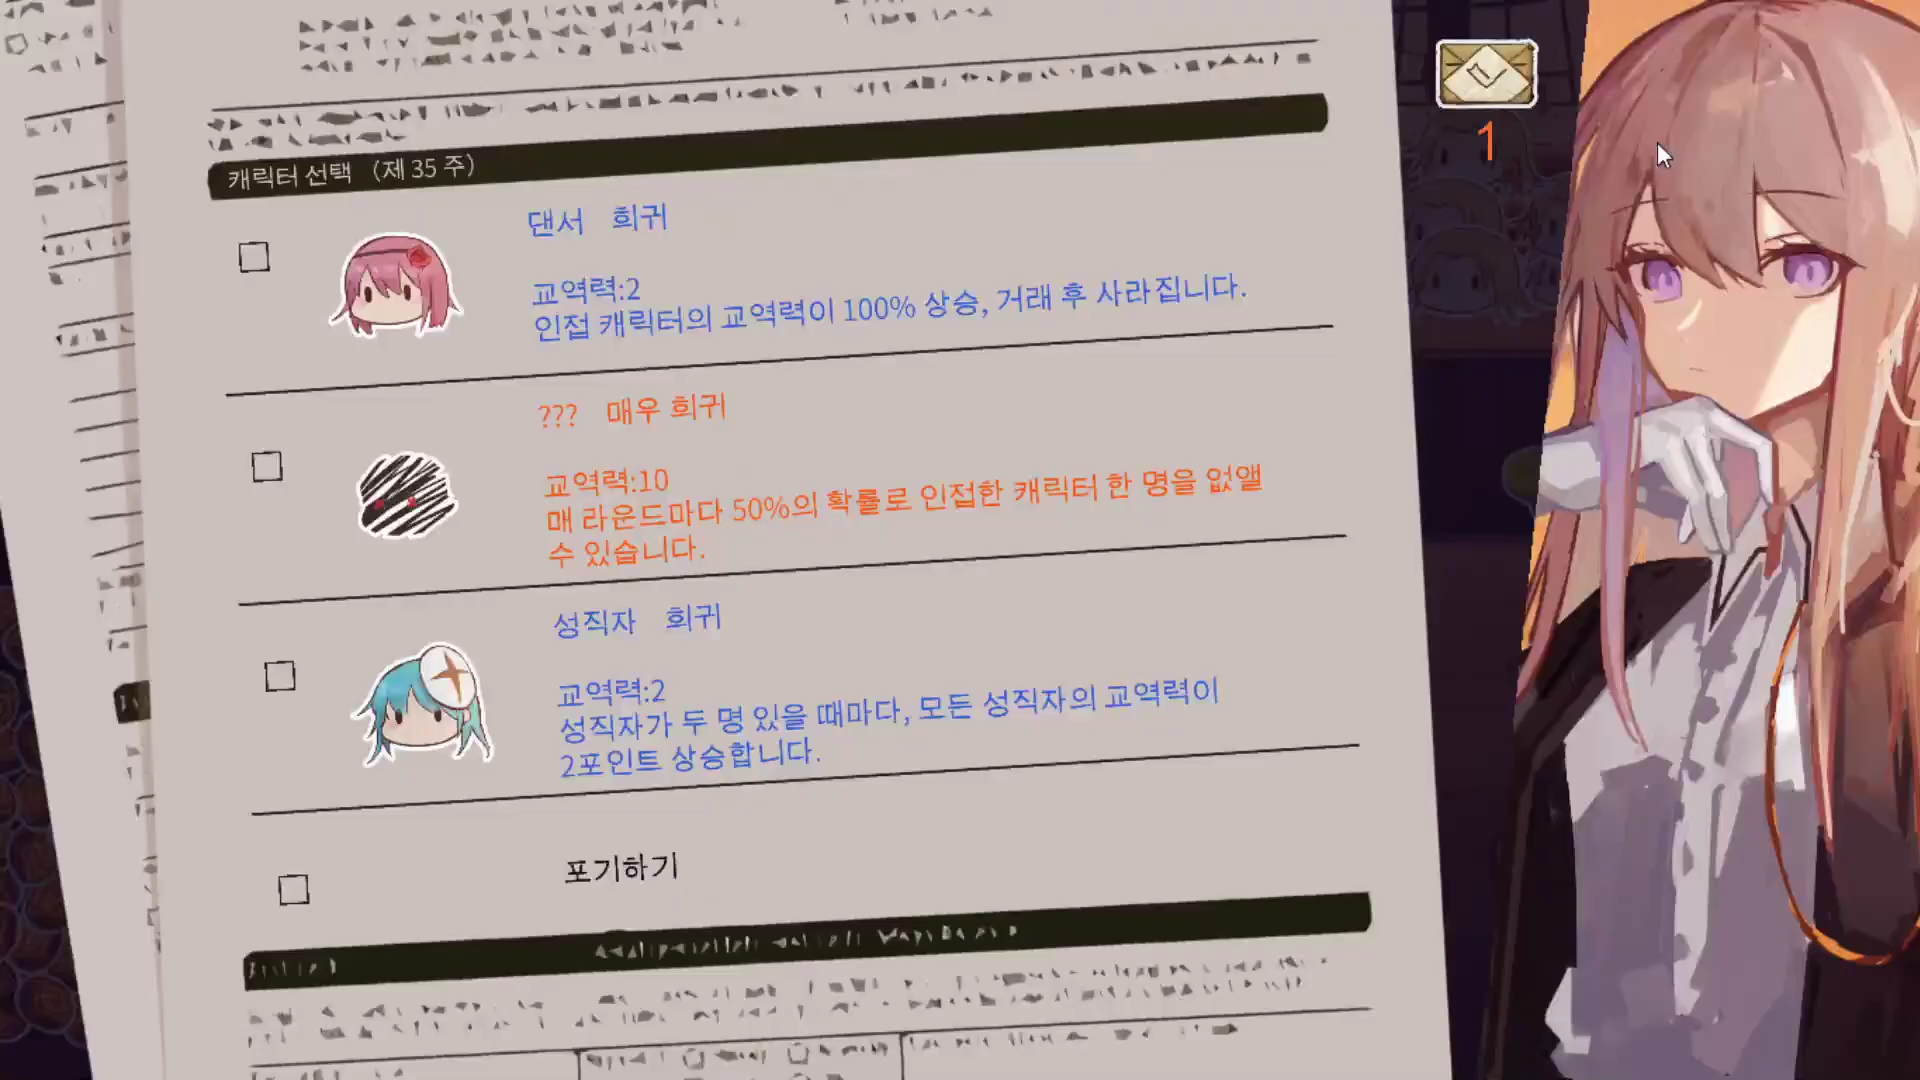 캐릭터 선택 (제 35 주)
댄서 희귀
교역력:2
인접 캐릭터의 교역력이 100% 상승, 거래 후 사라집니다.
??? 매우 희귀
교역력:10
매 라운드마다 50%의 확률로 인접한 캐릭터 한 명을 없앨
수 있습니다.
성직자 희귀
교역력:2
성직자가 두 명 있을 때마다, 모든 성직자의 교역력이
2포인트 상승합니다.
포기하기
1